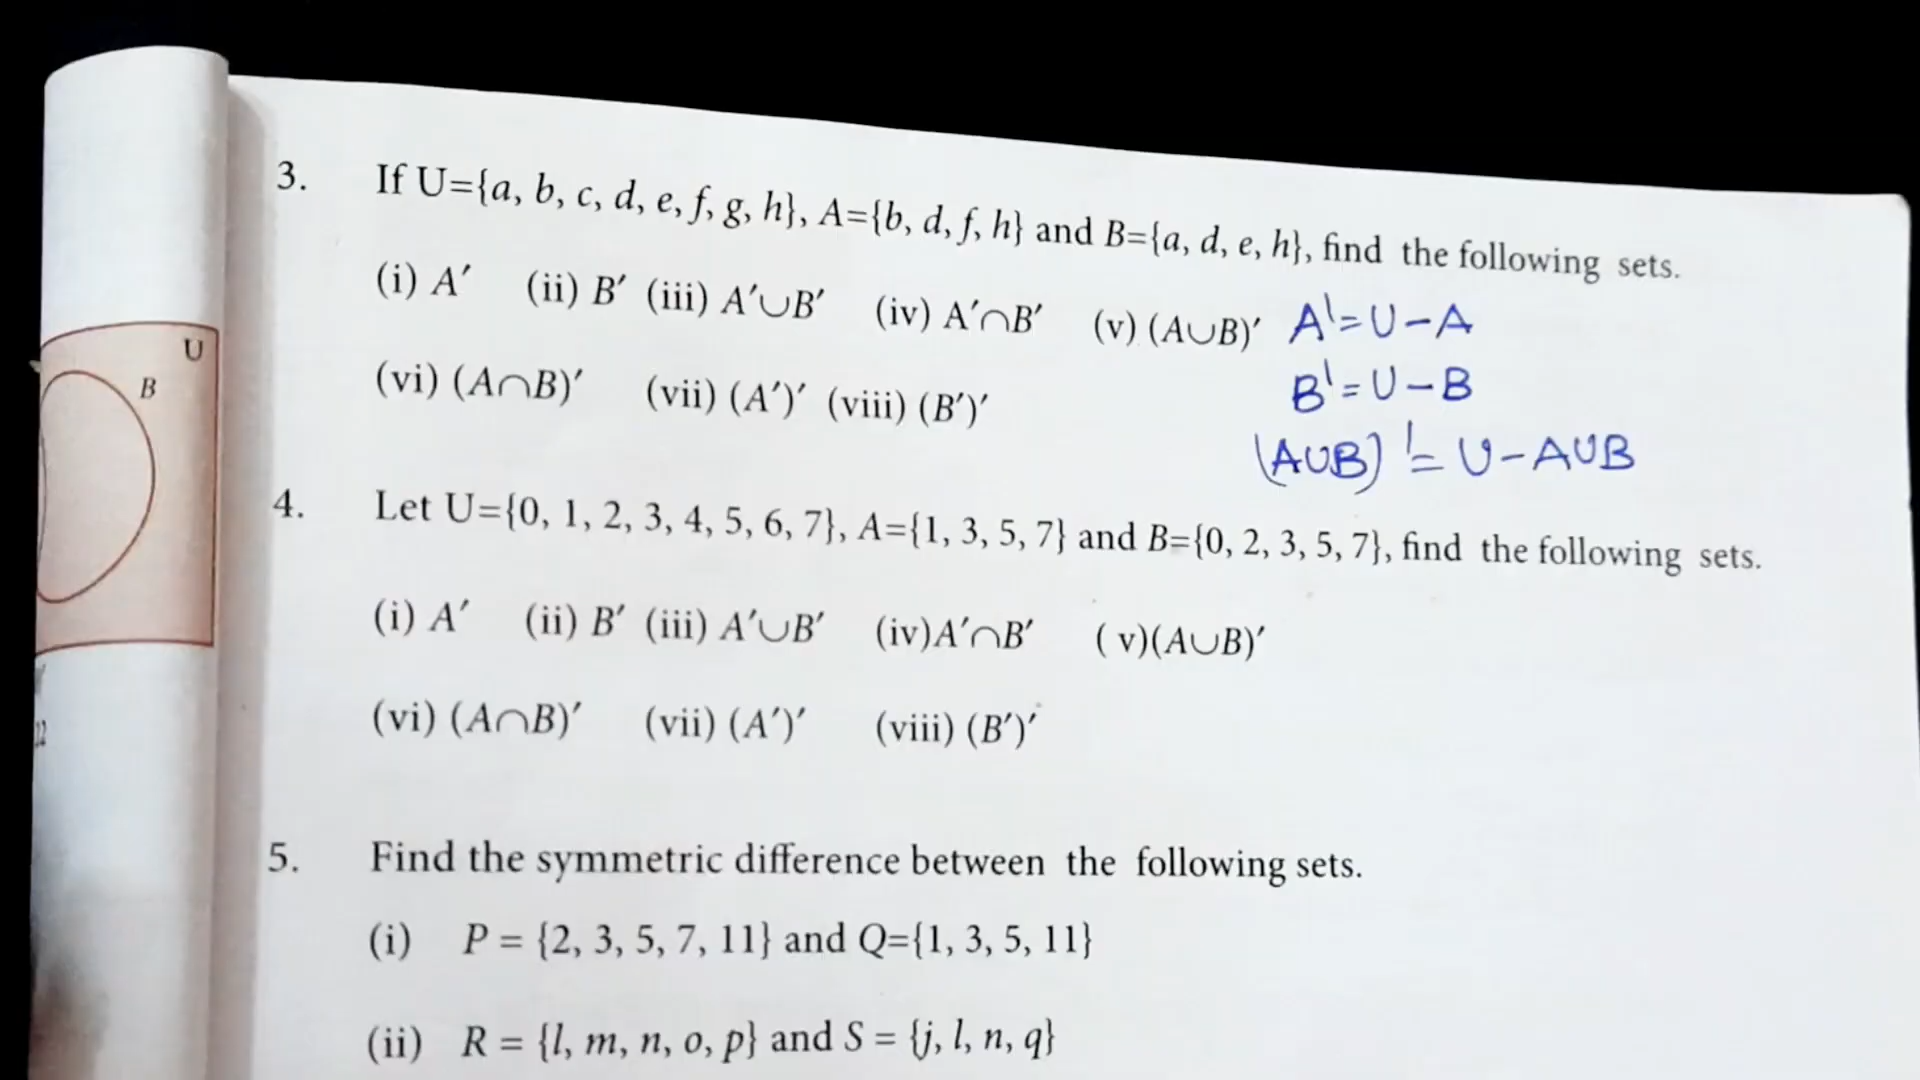 3. If U={a, b, c, d, e, f, g, h}, A={b, d, f, h} and B={a, d, e, h}, find the following sets.
(i) A′ (ii) B′ (iii) A′∪B′ (iv) A′∩B′ (v) (A∪B)′ A'=U-A
(vi) (A∩B)′ (vii) (A′)′ (viii) (B′)′ B'=U-B
(A∪B)'=U-A∪B
4. Let U={0, 1, 2, 3, 4, 5, 6, 7}, A={1, 3, 5, 7} and B={0, 2, 3, 5, 7}, find the following sets.
(i) A′ (ii) B′ (iii) A′∪B′ (iv)A′∩B′ ( v)(A∪B)′
(vi) (A∩B)′ (vii) (A′)′ (viii) (B′)′
5. Find the symmetric difference between the following sets.
(i) P = {2, 3, 5, 7, 11} and Q={1, 3, 5, 11}
(ii) R = {l, m, n, o, p} and S = {j, l, n, q}
U
B